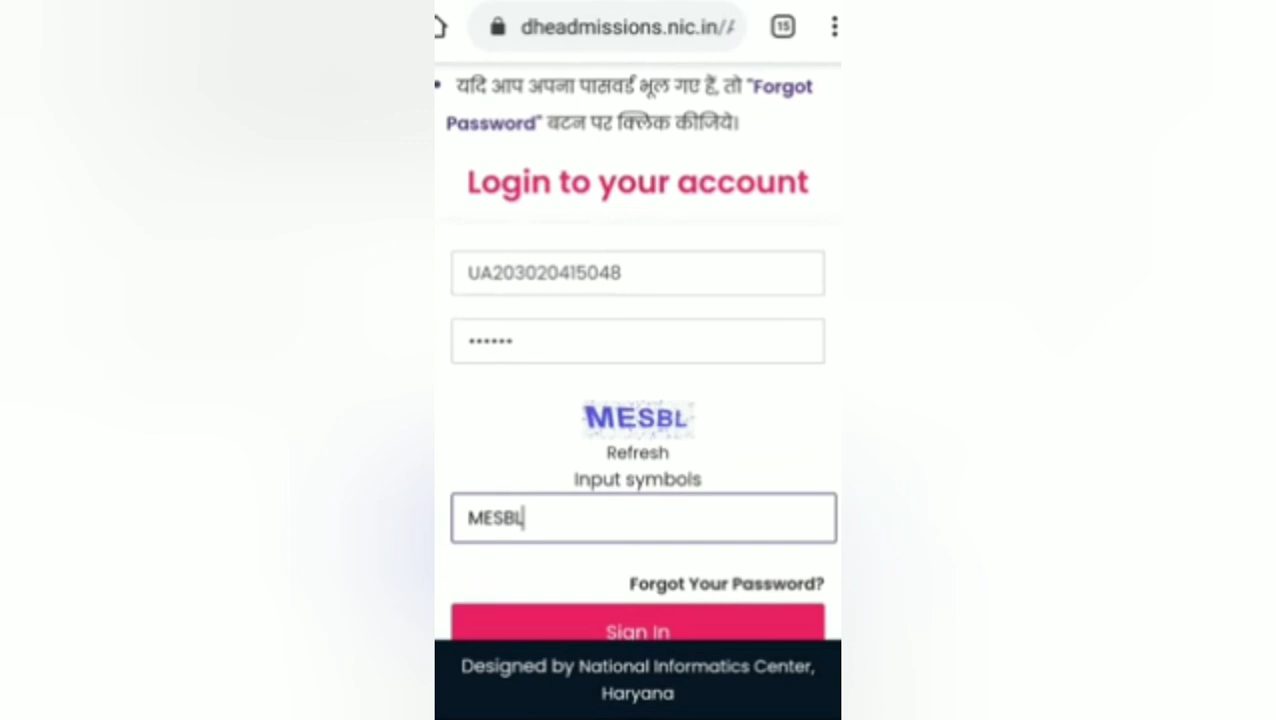 dheadmissions.nic.in//
15
यदि आप अपना पासवर्ड भूल गए हैं, तो "Forgot
Password" बटन पर क्लिक कीजिये।
Login to your account
UA203020415048
••••••
MESBL
Refresh
Input symbols
MESBL
Forgot Your Password?
Sign In
Designed by National Informatics Center,
Haryana